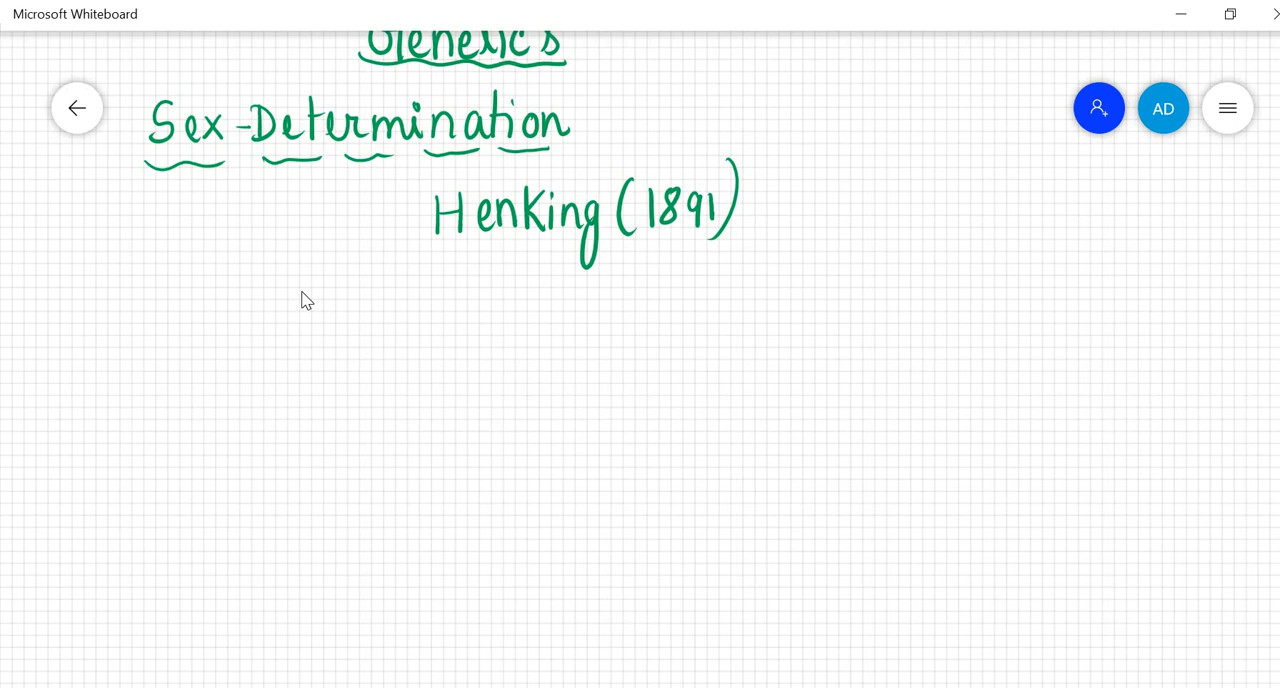 Microsoft Whiteboard
Genetics
Sex-Determination
AD
Henking (1891)